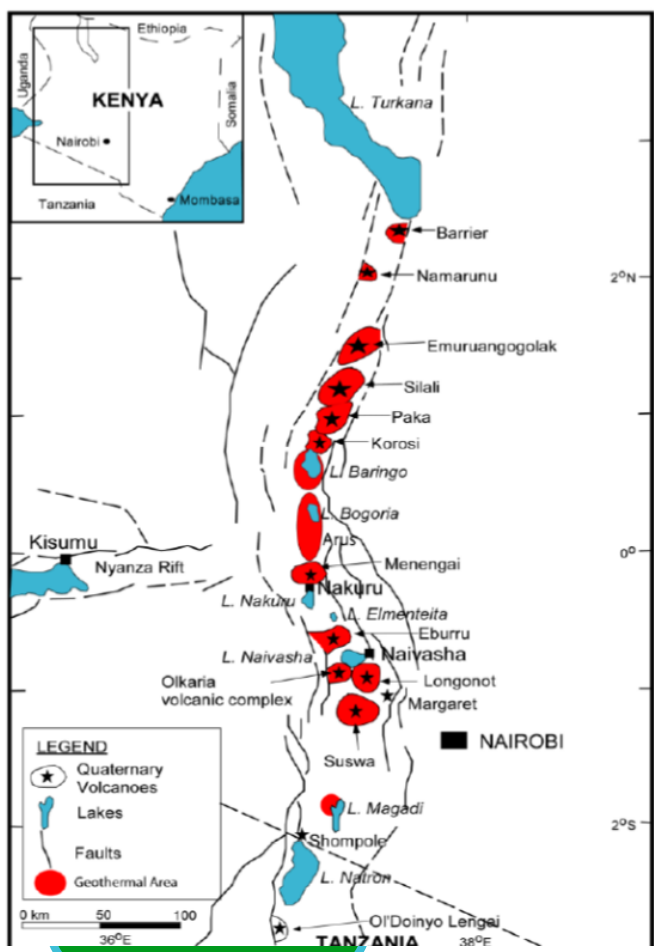 Ethiopia
Uganda
KENYA
Somalia
Nairobi
Tanzania
Mombasa
L. Turkana
Barrier
Namarunu
2°N
Emuruangogolak
Silali
Paka
Korosi
L. Baringo
L. Bogoria
Arus
Kisumu
0°
Nyanza Rift
Menengai
Nakuru
L. Nakuru
L. Elmenteita
Eburru
L. Naivasha
Naivasha
Olkaria
volcanic complex
Longonot
Margaret
NAIROBI
Suswa
LEGEND
Quaternary
Volcanoes
Lakes
Faults
Geothermal Area
0 km 50 100
36°E
L. Magadi
2°S
Shompole
L. Natron
Ol'Doinyo Lengai
38°E
TANZANIA